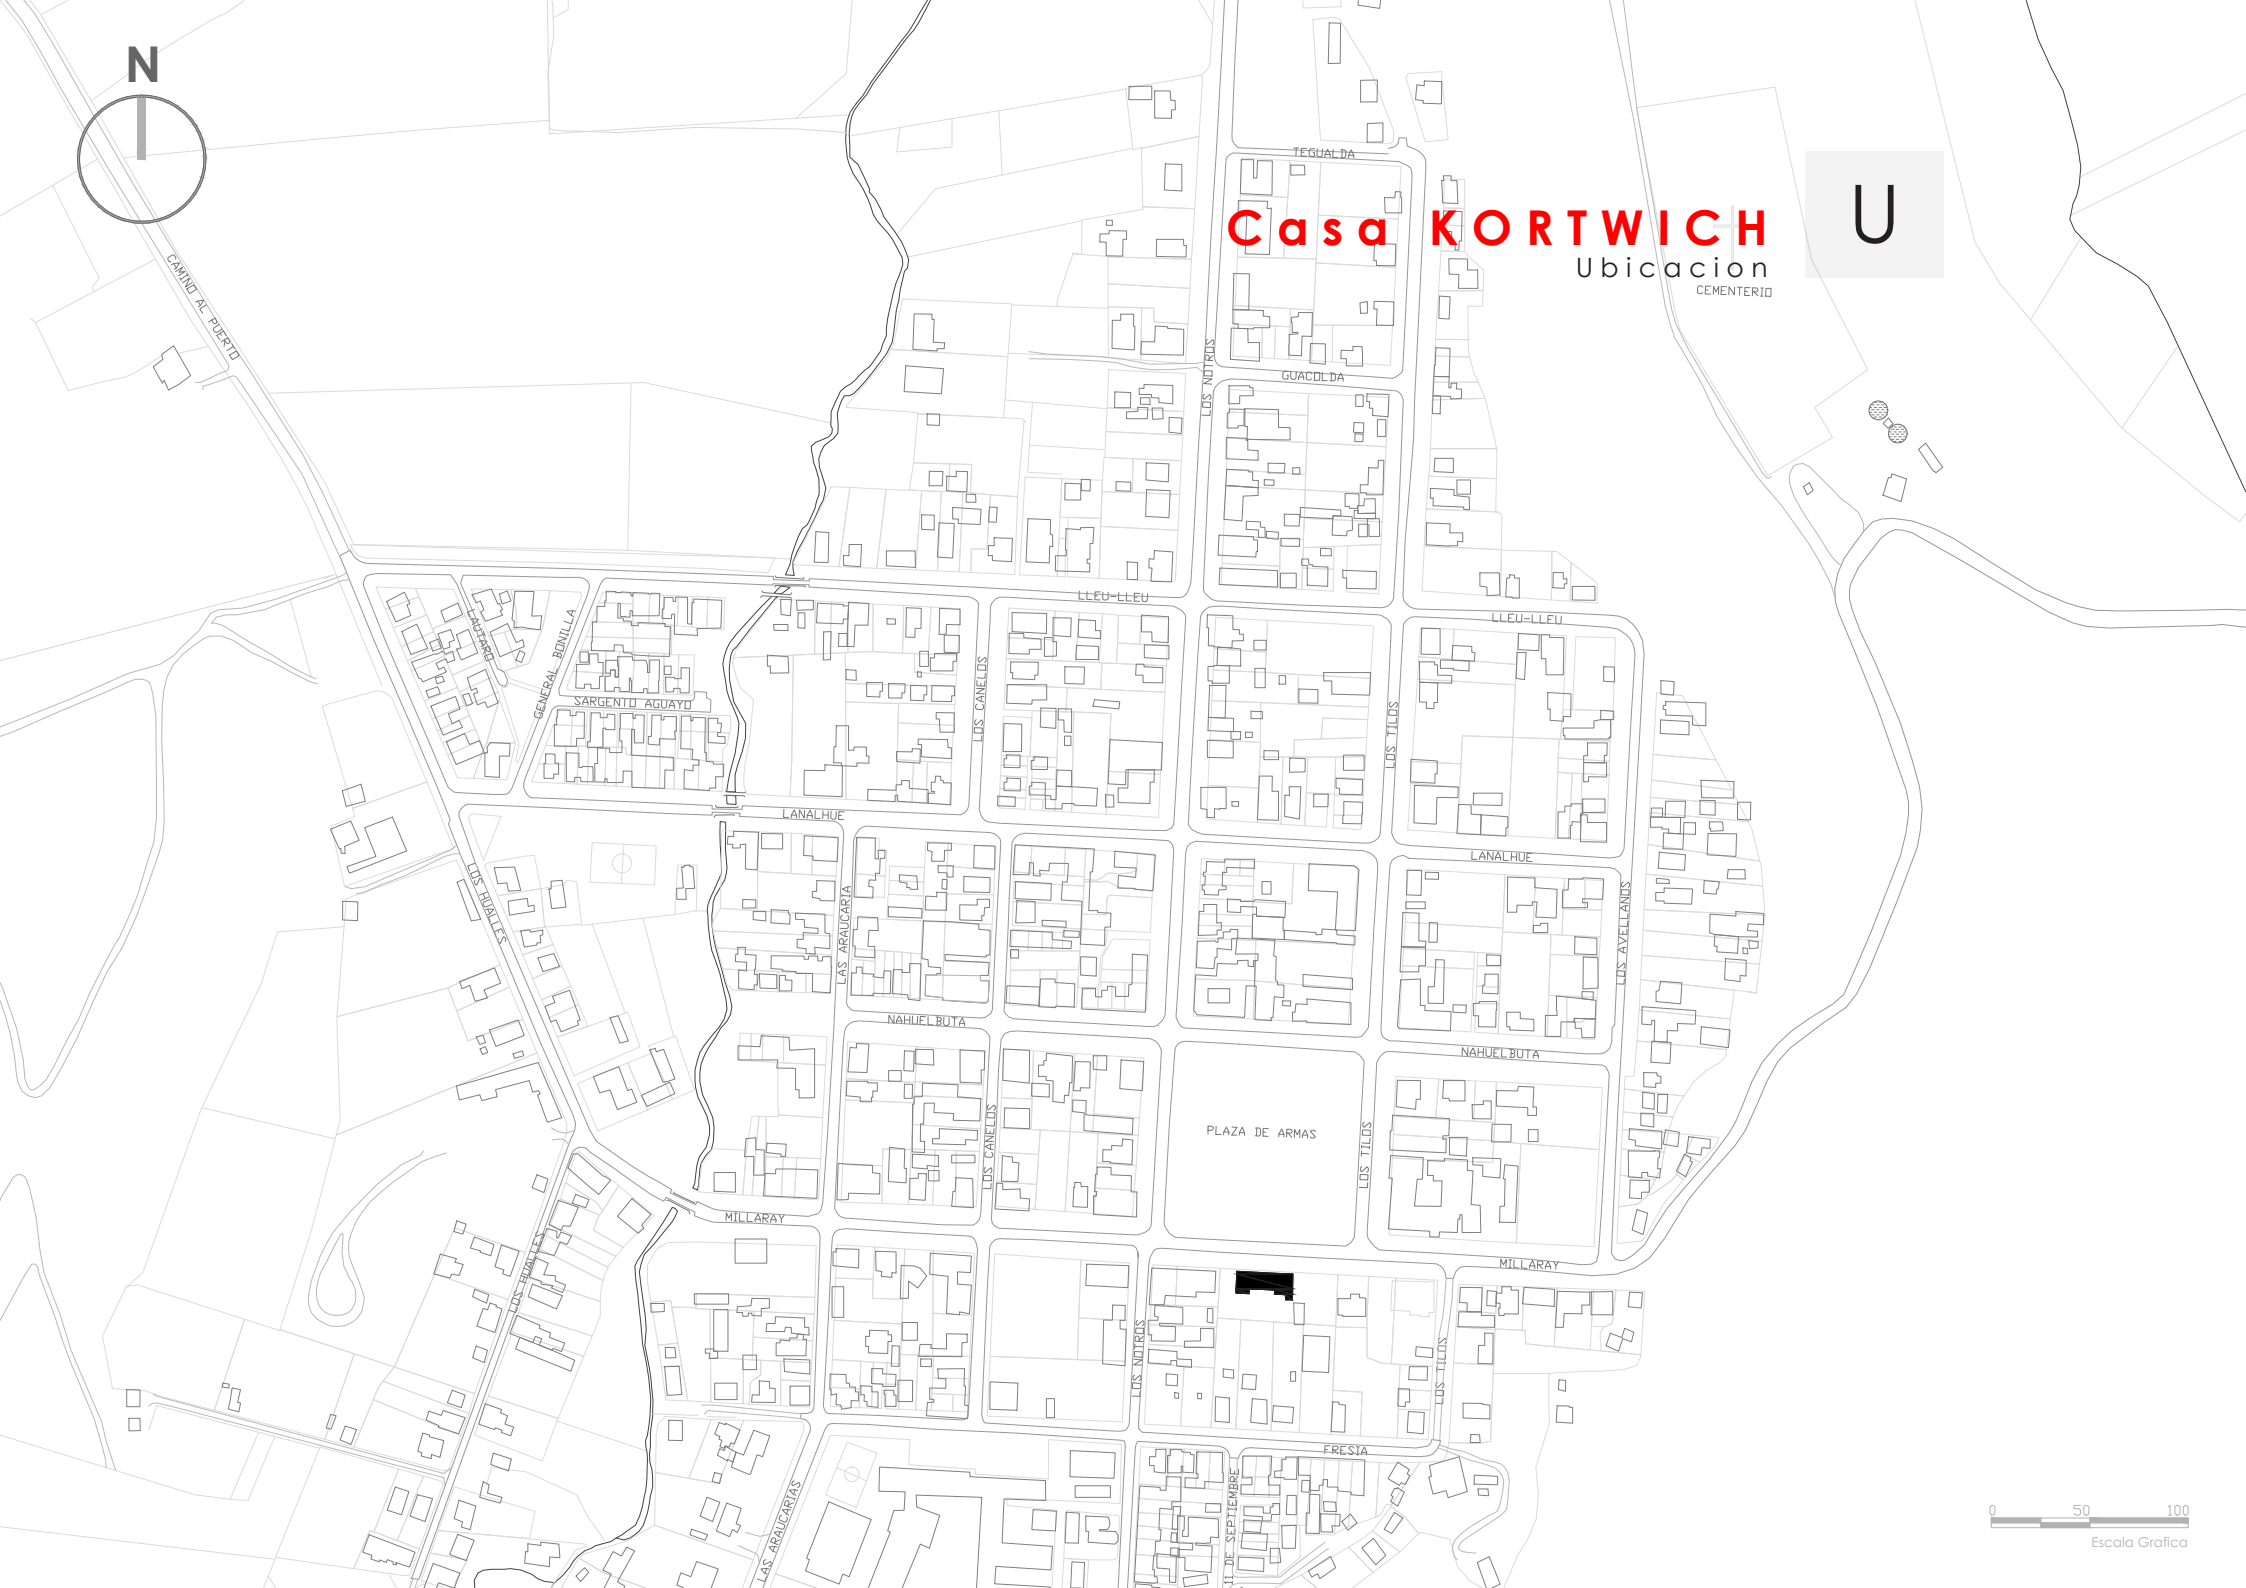 N
TEGUALDA
Casa KORTWICH
U
Ubicacion
CEMENTERIO
CAMINO AL PUERTO
LOS NOTROS
GUACOLDA
LLEU-LLEU
LLEU-LLEU
LAUTARO
GENERAL BONILLA
SARGENTO AGUAYO
LOS CANELOS
LOS TILOS
LANALHUE
LANALHUE
LOS HUALLES
LAS ARAUCARIA
LOS AVELLANOS
NAHUELBUTA
NAHUELBUTA
PLAZA DE ARMAS
LOS CANELOS
LOS TILOS
MILLARAY
LOS HUALLES
MILLARAY
LOS NOTROS
LOS TILOS
FRESIA
LAS ARAUCARIAS
DE SEPTIEMBRE
0 50 100
Escala Grafica